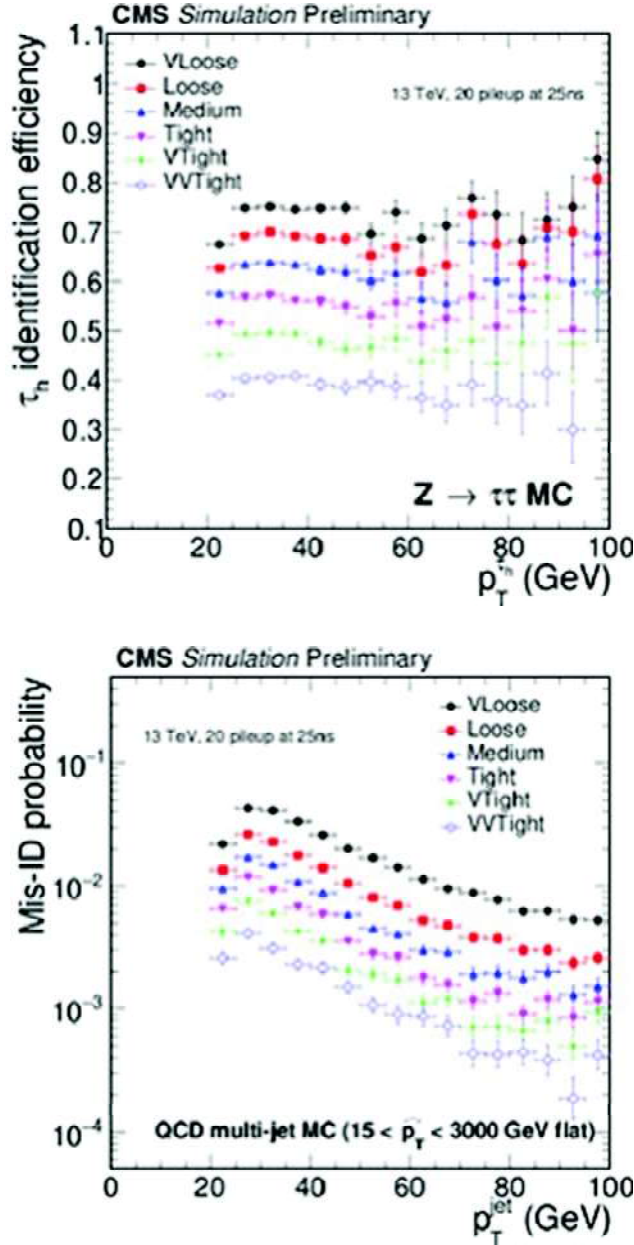 CMS Simulation Preliminary
1.1
1
0.9
0.8
0.7
0.6
0.5
0.4
0.3
0.2
0.1
τh identification efficiency
VLoose
Loose
Medium
Tight
VTight
VVTight
13 TeV, 20 pileup at 25ns
Z → ττ MC
0 20 40 60 80 100
pT τh (GeV)
CMS Simulation Preliminary
Mis-ID probability
10⁻¹
10⁻²
10⁻³
10⁻⁴
13 TeV, 20 pileup at 25ns
VLoose
Loose
Medium
Tight
VTight
VVTight
QCD multi-jet MC (15 < p̂T < 3000 GeV flat)
0 20 40 60 80 100
pT jet (GeV)